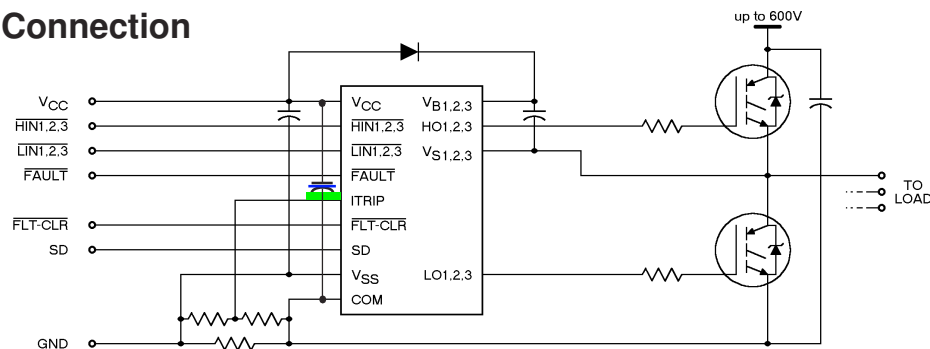 Connection
up to 600V
VCC
HIN1,2,3
LIN1,2,3
FAULT
FLT-CLR
SD
GND
VCC
HIN1,2,3
LIN1,2,3
FAULT
ITRIP
FLT-CLR
SD
VSS
COM
VB1,2,3
HO1,2,3
VS1,2,3
LO1,2,3
TO
LOAD